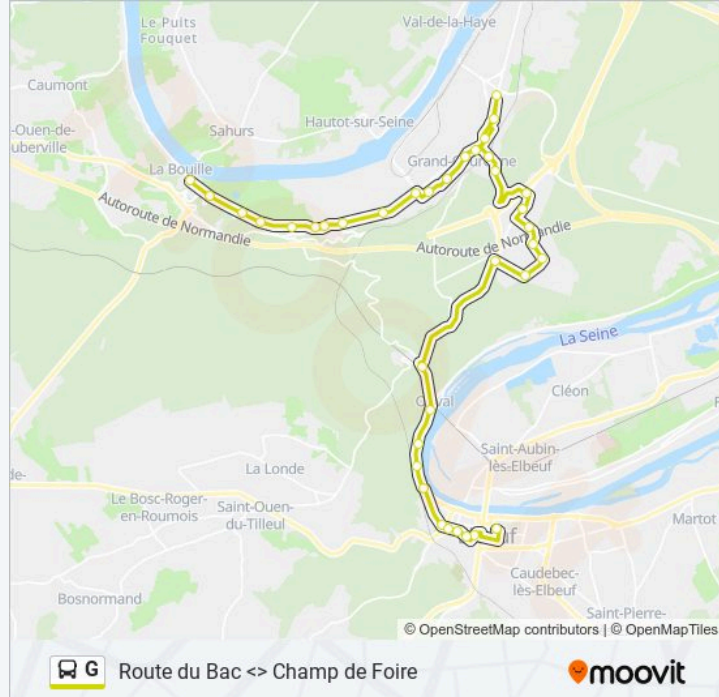 Le Puits
Fouquet
Val-de-la-Haye
Caumont
-Ouen-de-
uberville
Sahurs
Hautot-sur-Seine
La Bouille
Autoroute de Normandie
Autoroute de Normandie
La Seine
Cléon
Saint-Aubin-
lès-Elbeuf
La Londe
de-
Le Bosc-Roger-
en-Roumois
Saint-Ouen-
du-Tilleul
Martot
Caudebec-
lès-Elbeuf
Bosnormand
Saint-Pierre-
© OpenStreetMap contributors | © OpenMapTiles
G Route du Bac <> Champ de Foire
moovit